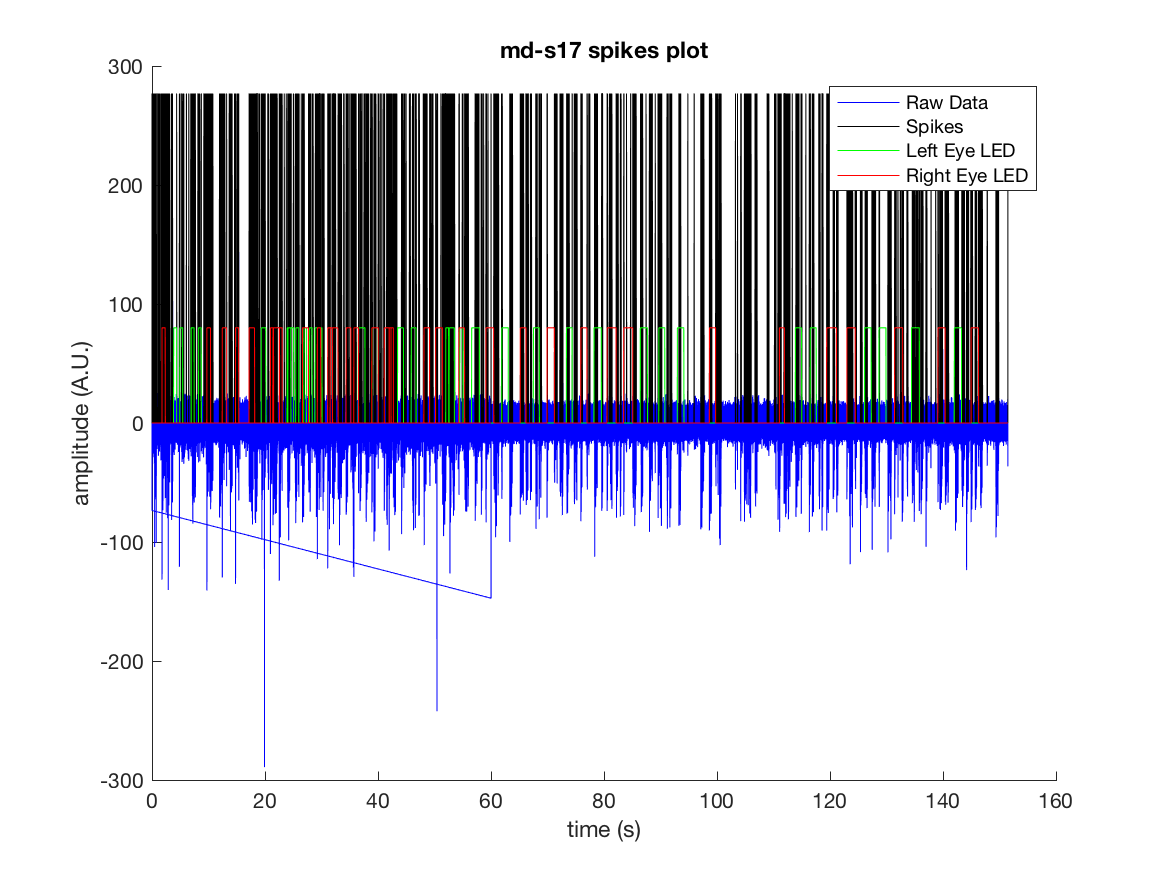 md-s17 spikes plot
300
200
100
0
-100
-200
-300
amplitude (A.U.)
Raw Data
Spikes
Left Eye LED
Right Eye LED
0 20 40 60 80 100 120 140 160
time (s)